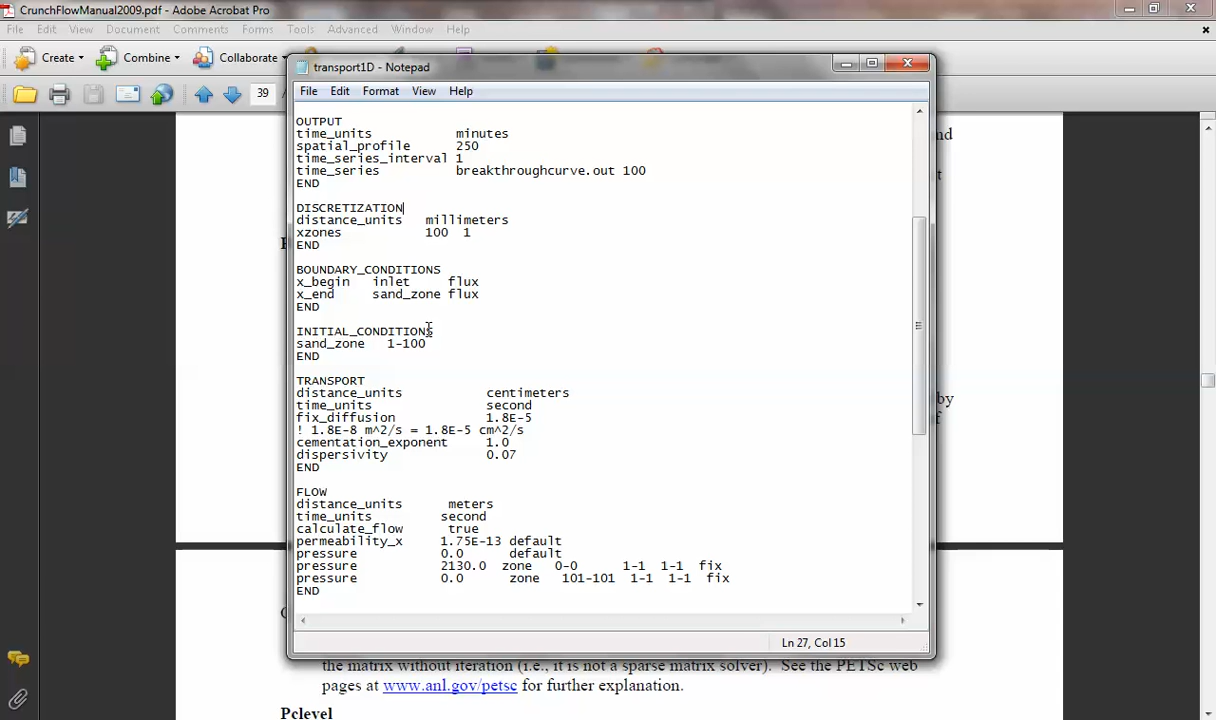 CrunchFlowManual2009.pdf - Adobe Acrobat Pro
File Edit View Document Comments Forms Tools Advanced Window Help
Create Combine Collaborate
39
transport1D - Notepad
File Edit Format View Help
OUTPUT
time_units minutes
spatial_profile 250
time_series_interval 1
time_series breakthroughcurve.out 100
END
DISCRETIZATION
distance_units millimeters
xzones 100 1
END
BOUNDARY_CONDITIONS
x_begin inlet flux
x_end sand_zone flux
END
INITIAL_CONDITIONS
sand_zone 1-100
END
TRANSPORT
distance_units centimeters
time_units second
fix_diffusion 1.8E-5
! 1.8E-8 m^2/s = 1.8E-5 cm^2/s
cementation_exponent 1.0
dispersivity 0.07
END
FLOW
distance_units meters
time_units second
calculate_flow true
permeability_x 1.75E-13 default
pressure 0.0 default
pressure 2130.0 zone 0-0 1-1 1-1 fix
pressure 0.0 zone 101-101 1-1 1-1 fix
END
Ln 27, Col 15
by
the matrix without iteration (i.e., it is not a sparse matrix solver). See the PETSc web
pages at www.anl.gov/petsc for further explanation.
Pclevel